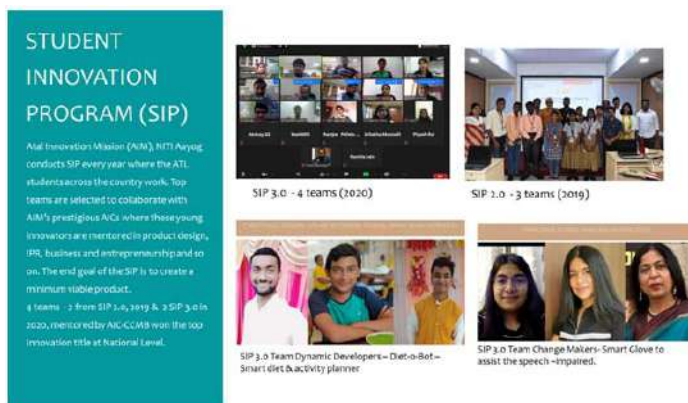 STUDENT
INNOVATION
PROGRAM (SIP)
Atal Innovation Mission (AIM), NITI Aayog
conducts SIP every year where the ATL
students across the country work. Top
teams are selected to collaborate with
AIM's prestigious AICs where these young
innovators are mentored in product design,
IPR, business and entrepreneurship and so
on. The end goal of the SIP is to create a
minimum viable product.
4 teams - 2 from SIP 2.0, 2019 & 2 SIP 3.0 in
2020, mentored by AIC-CCMB won the top
innovation title at National Level.
SIP 3.0 - 4 teams (2020)
SIP 2.0 - 3 teams (2019)
SIP 3.0 Team Dynamic Developers – Diet-o-Bot –
Smart diet & activity planner
SIP 3.0 Team Change Makers- Smart Glove to
assist the speech –impaired.